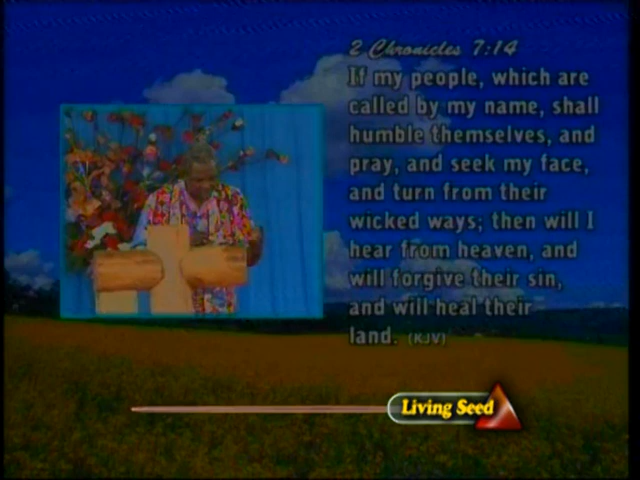 2 Chronicles 7:14
If my people, which are
called by my name, shall
humble themselves, and
pray, and seek my face,
and turn from their
wicked ways; then will I
hear from heaven, and
will forgive their sin,
and will heal their
land. (KJV)
Living Seed